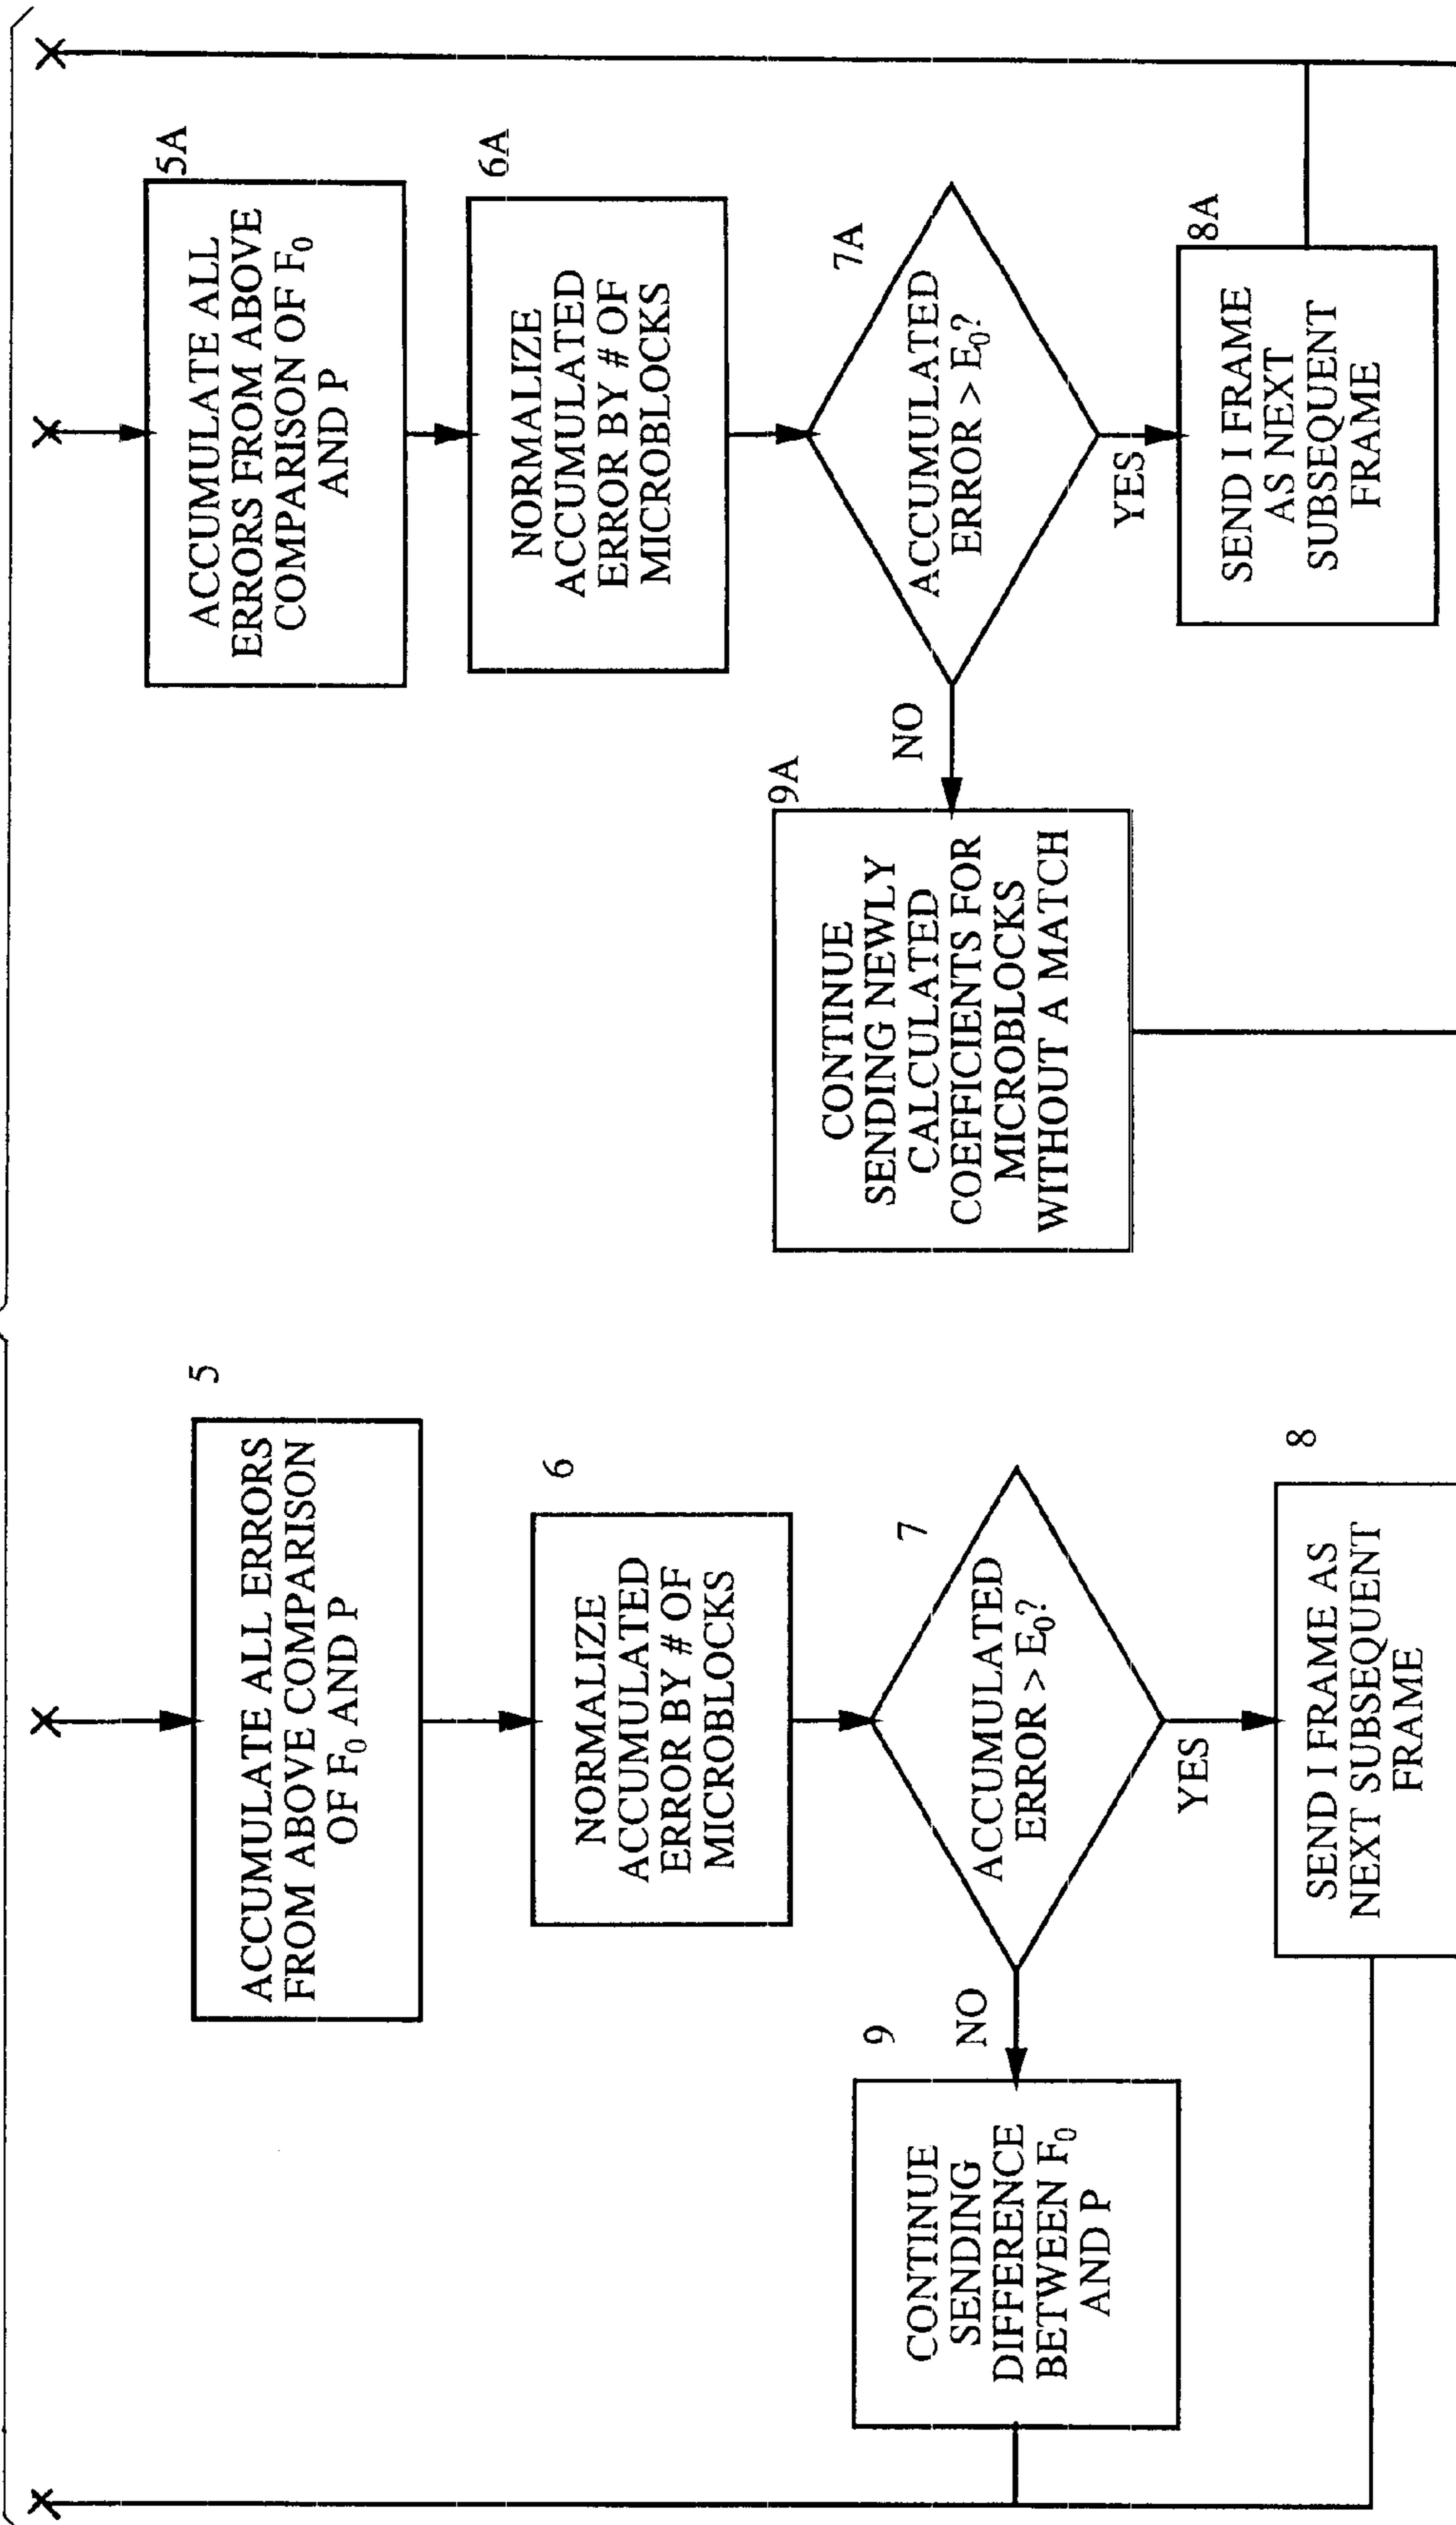 5
ACCUMULATE ALL ERRORS
FROM ABOVE COMPARISON
OF F₀ AND P
6
NORMALIZE
ACCUMULATED
ERROR BY # OF
MICROBLOCKS
7
ACCUMULATED
ERROR > E₀?
NO
YES
9
CONTINUE
SENDING
DIFFERENCE
BETWEEN F₀
AND P
8
SEND I FRAME AS
NEXT SUBSEQUENT
FRAME
5A
ACCUMULATE ALL
ERRORS FROM ABOVE
COMPARISON OF F₀
AND P
6A
NORMALIZE
ACCUMULATED
ERROR BY # OF
MICROBLOCKS
7A
ACCUMULATED
ERROR > E₀?
NO
YES
9A
CONTINUE
SENDING NEWLY
CALCULATED
COEFFICIENTS FOR
MICROBLOCKS
WITHOUT A MATCH
8A
SEND I FRAME
AS NEXT
SUBSEQUENT
FRAME